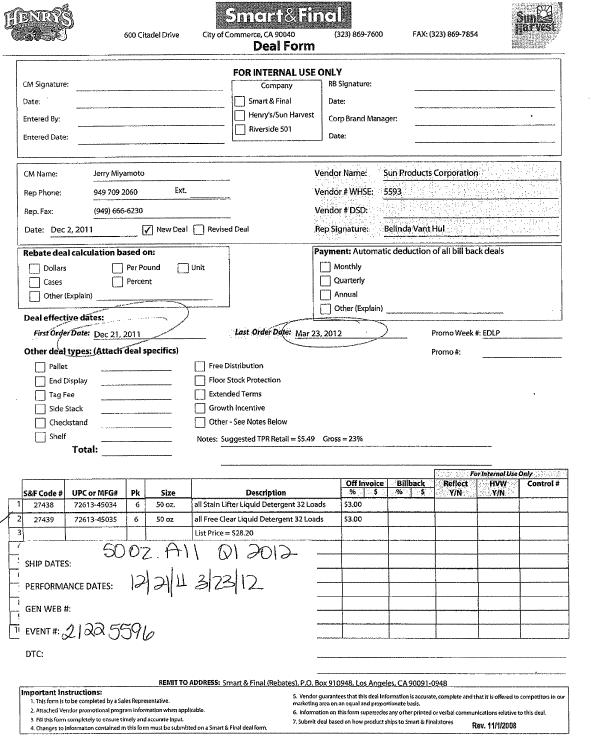 HENRY'S
Smart & Final
Sun Harvest
600 Citadel Drive City of Commerce, CA 90040 (323) 869-7600 FAX: (323) 869-7854
Deal Form
FOR INTERNAL USE ONLY
CM Signature: Company RB Signature:
Date: Smart & Final Date:
Entered By: Henry's/Sun Harvest Corp Brand Manager:
Entered Date: Riverside 501 Date:
CM Name: Jerry Miyamoto Vendor Name: Sun Products Corporation
Rep Phone: 949 709 2060 Ext. Vendor # WHSE: 5593
Rep. Fax: (949) 666-6230 Vendor # DSD:
Date: Dec 2, 2011 New Deal Revised Deal Rep Signature: Belinda Vant Hul
Rebate deal calculation based on: Payment: Automatic deduction of all bill back deals
Dollars Per Pound Unit Monthly
Cases Percent Quarterly
Other (Explain) Annual
Other (Explain)
Deal effective dates:
First Order Date: Dec 21, 2011 Last Order Date: Mar 23, 2012 Promo Week #: EDLP
Other deal types: (Attach deal specifics) Promo #:
Pallet Free Distribution
End Display Floor Stock Protection
Tag Fee Extended Terms
Side Stack Growth Incentive
Checkstand Other - See Notes Below
Shelf Notes: Suggested TPR Retail = $5.49 Gross = 23%
Total:
For Internal Use Only
S&F Code # UPC or MFG# Pk Size Description Off Invoice % $ Billback % $ Reflect Y/N HVW Y/N Control #
1 27438 72613-45034 6 50 oz. all Stain Lifter Liquid Detergent 32 Loads $3.00
2 27439 72613-45035 6 50 oz all Free Clear Liquid Detergent 32 Loads $3.00
3 List Price = $28.20
50 oz. All Q1 2012
SHIP DATES:
PERFORMANCE DATES: 12/21/11 3/23/12
GEN WEB #:
EVENT #: 21225596
DTC:
REMIT TO ADDRESS: Smart & Final (Rebates), P.O. Box 910948, Los Angeles, CA 90091-0948
Important Instructions:
1. This form is to be completed by a Sales Representative.
2. Attached Vendor promotional program information when applicable.
3. Fill this form completely to ensure timely and accurate input.
4. Changes to information contained in this form must be submitted on a Smart & Final deal form.
5. Vendor guarantees that this deal information is accurate, complete and that it is offered to competitors in our marketing area on an equal and proportionate basis.
6. Information on this form supercedes any other printed or verbal communications relative to this deal.
7. Submit deal based on how product ships to Smart & Final stores
Rev. 11/1/2008